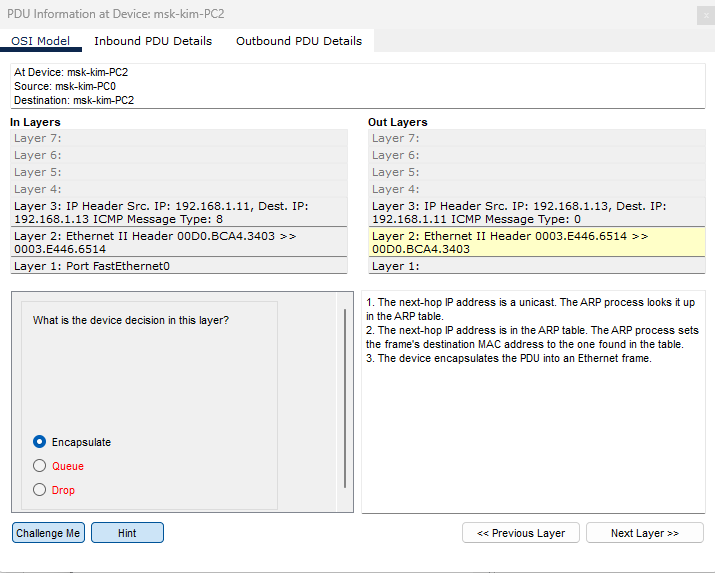 PDU Information at Device: msk-kim-PC2
x
OSI Model Inbound PDU Details Outbound PDU Details
At Device: msk-kim-PC2
Source: msk-kim-PC0
Destination: msk-kim-PC2
In Layers
Layer 7:
Layer 6:
Layer 5:
Layer 4:
Layer 3: IP Header Src. IP: 192.168.1.11, Dest. IP:
192.168.1.13 ICMP Message Type: 8
Layer 2: Ethernet II Header 00D0.BCA4.3403 >>
0003.E446.6514
Layer 1: Port FastEthernet0
Out Layers
Layer 7:
Layer 6:
Layer 5:
Layer 4:
Layer 3: IP Header Src. IP: 192.168.1.13, Dest. IP:
192.168.1.11 ICMP Message Type: 0
Layer 2: Ethernet II Header 0003.E446.6514 >>
00D0.BCA4.3403
Layer 1:
What is the device decision in this layer?
Encapsulate
Queue
Drop
1. The next-hop IP address is a unicast. The ARP process looks it up
in the ARP table.
2. The next-hop IP address is in the ARP table. The ARP process sets
the frame's destination MAC address to the one found in the table.
3. The device encapsulates the PDU into an Ethernet frame.
Challenge Me Hint << Previous Layer Next Layer >>